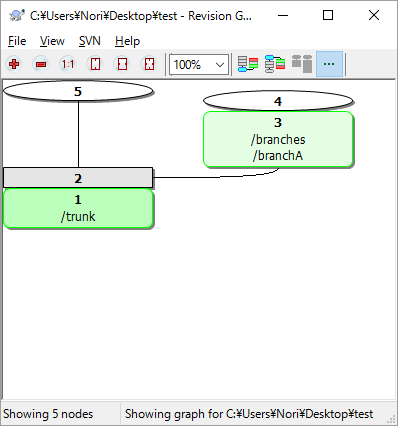 C:¥Users¥Nori¥Desktop¥test - Revision G...
File View SVN Help
1:1
100%
...
5
4
3
/branches
/branchA
2
1
/trunk
Showing 5 nodes
Showing graph for C:¥Users¥Nori¥Desktop¥test